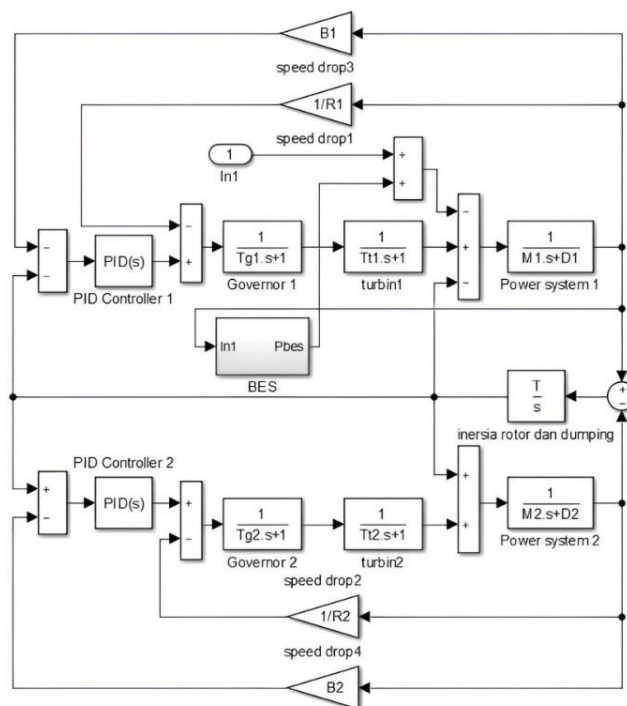 B1
speed drop3
1/R1
speed drop1
1
In1
+
+
−
−
−
+
−
+
−
PID(s)
PID Controller 1
1
Tg1.s+1
Governor 1
1
Tt1.s+1
turbin1
1
M1.s+D1
Power system 1
In1
Pbes
BES
T
s
+
−
inersia rotor dan dumping
PID Controller 2
+
−
PID(s)
+
−
1
Tg2.s+1
Governor 2
1
Tt2.s+1
turbin2
+
+
1
M2.s+D2
Power system 2
speed drop2
1/R2
speed drop4
B2